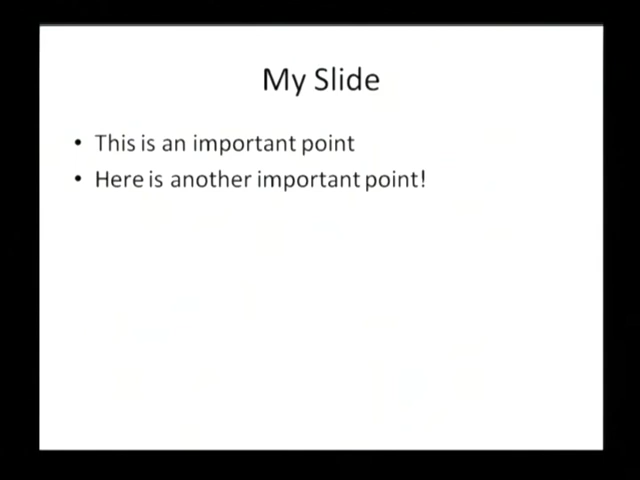 My Slide
• This is an important point
• Here is another important point!